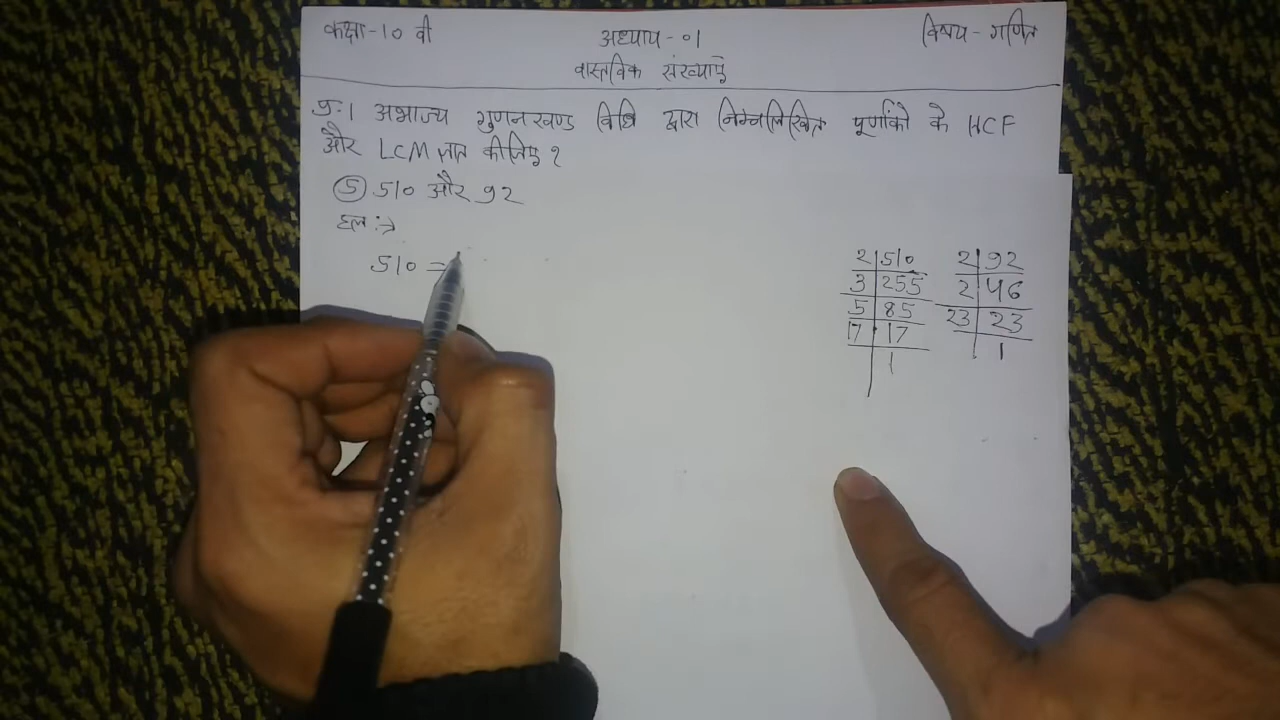 कक्षा-10 वी अध्याय-01 विषय-गणित
वास्तविक संख्याऐ
प्र.1 अभाज्य गुणनखण्ड विधि द्वारा निम्नलिखित पूर्णांको के HCF
और LCM ज्ञात कीजिए?
(5) 510 और 92
हल:→
510 =
2|510
3|255
5|85
17|17
|1
2|92
2|46
23|23
|1